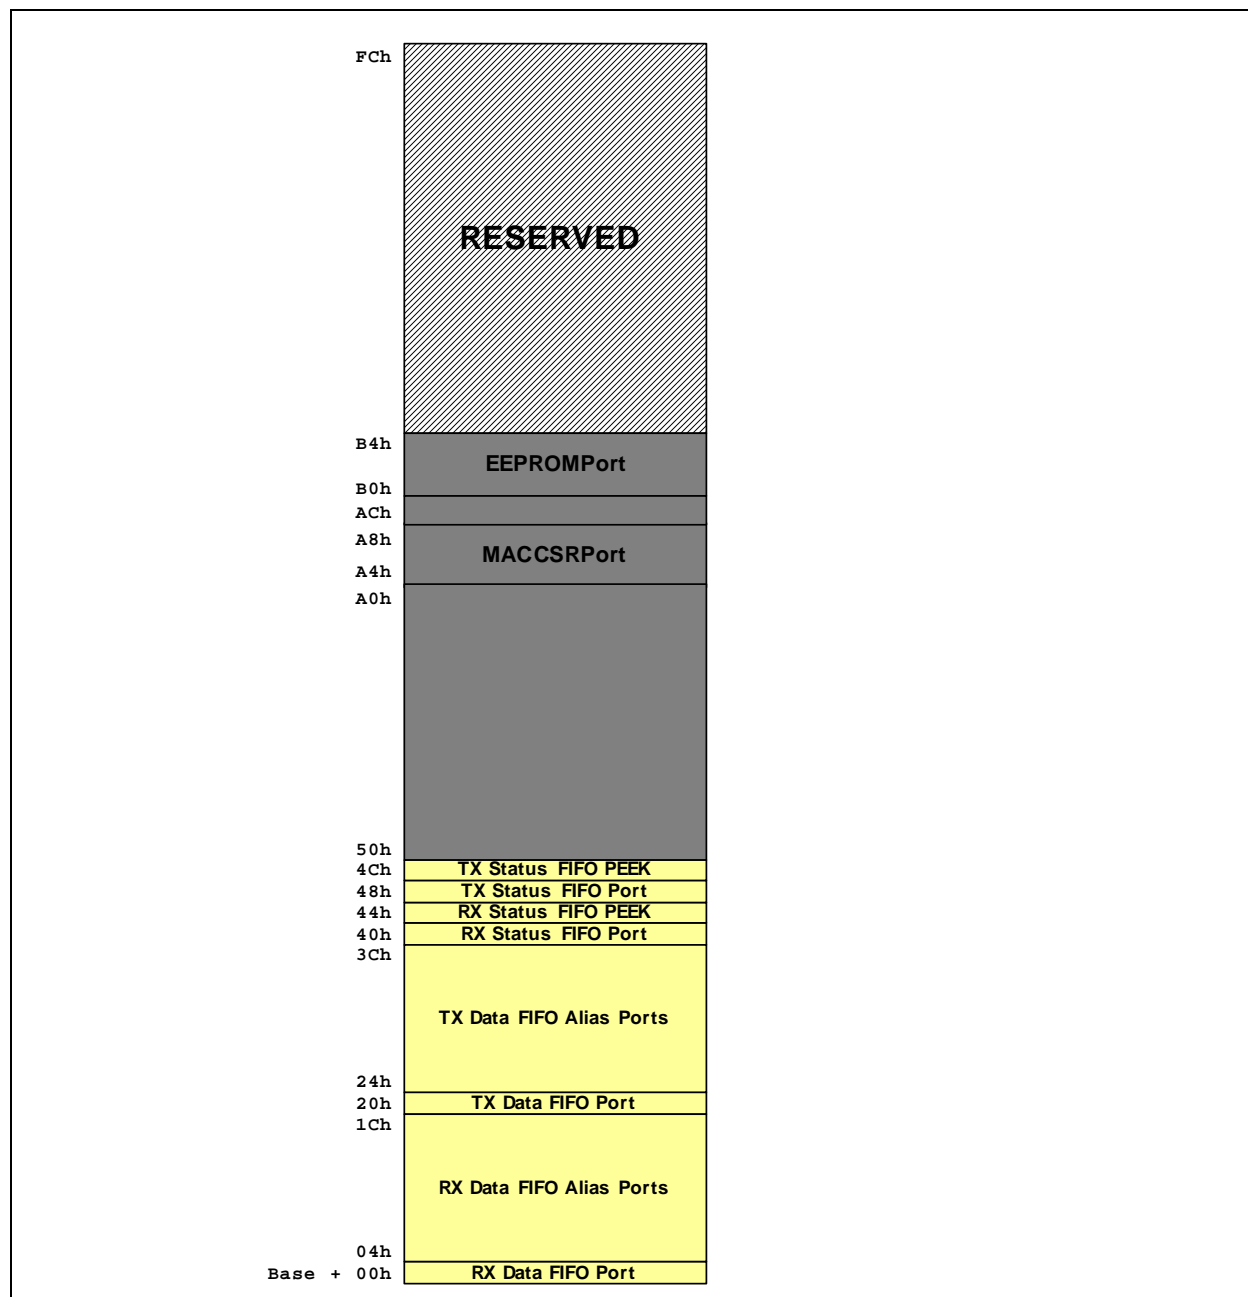 FCh
RESERVED
B4h
EEPROMPort
B0h
ACh
A8h
MACCSRPort
A4h
A0h
50h
4Ch TX Status FIFO PEEK
48h TX Status FIFO Port
44h RX Status FIFO PEEK
40h RX Status FIFO Port
3Ch
TX Data FIFO Alias Ports
24h
20h TX Data FIFO Port
1Ch
RX Data FIFO Alias Ports
04h
Base + 00h RX Data FIFO Port